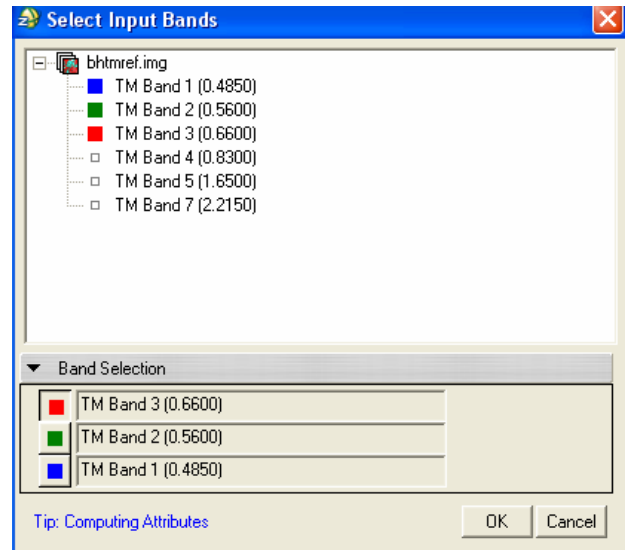 Select Input Bands
bhtmref.img
TM Band 1 (0.4850)
TM Band 2 (0.5600)
TM Band 3 (0.6600)
TM Band 4 (0.8300)
TM Band 5 (1.6500)
TM Band 7 (2.2150)
Band Selection
TM Band 3 (0.6600)
TM Band 2 (0.5600)
TM Band 1 (0.4850)
Tip: Computing Attributes OK Cancel